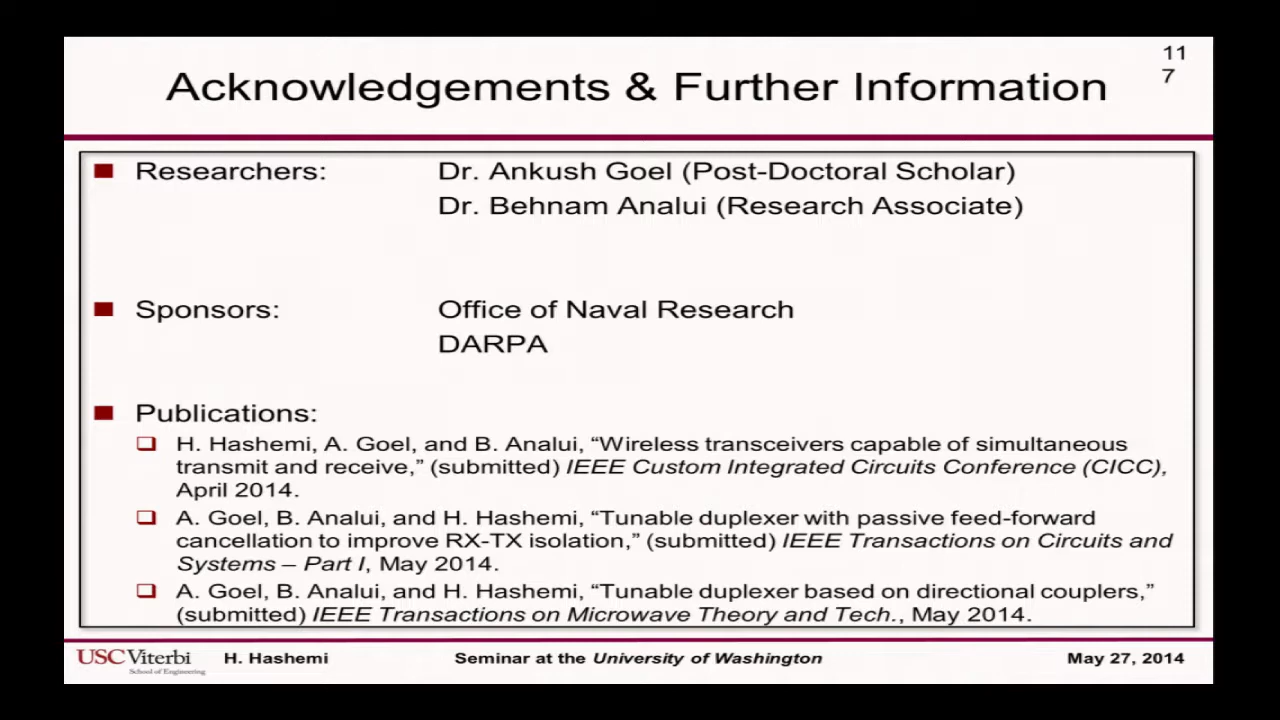 11
7
Acknowledgements & Further Information
Researchers: Dr. Ankush Goel (Post-Doctoral Scholar)
Dr. Behnam Analui (Research Associate)
Sponsors: Office of Naval Research
DARPA
Publications:
H. Hashemi, A. Goel, and B. Analui, “Wireless transceivers capable of simultaneous
transmit and receive,” (submitted) IEEE Custom Integrated Circuits Conference (CICC),
April 2014.
A. Goel, B. Analui, and H. Hashemi, “Tunable duplexer with passive feed-forward
cancellation to improve RX-TX isolation,” (submitted) IEEE Transactions on Circuits and
Systems – Part I, May 2014.
A. Goel, B. Analui, and H. Hashemi, “Tunable duplexer based on directional couplers,”
(submitted) IEEE Transactions on Microwave Theory and Tech., May 2014.
USC Viterbi H. Hashemi Seminar at the University of Washington May 27, 2014
School of Engineering